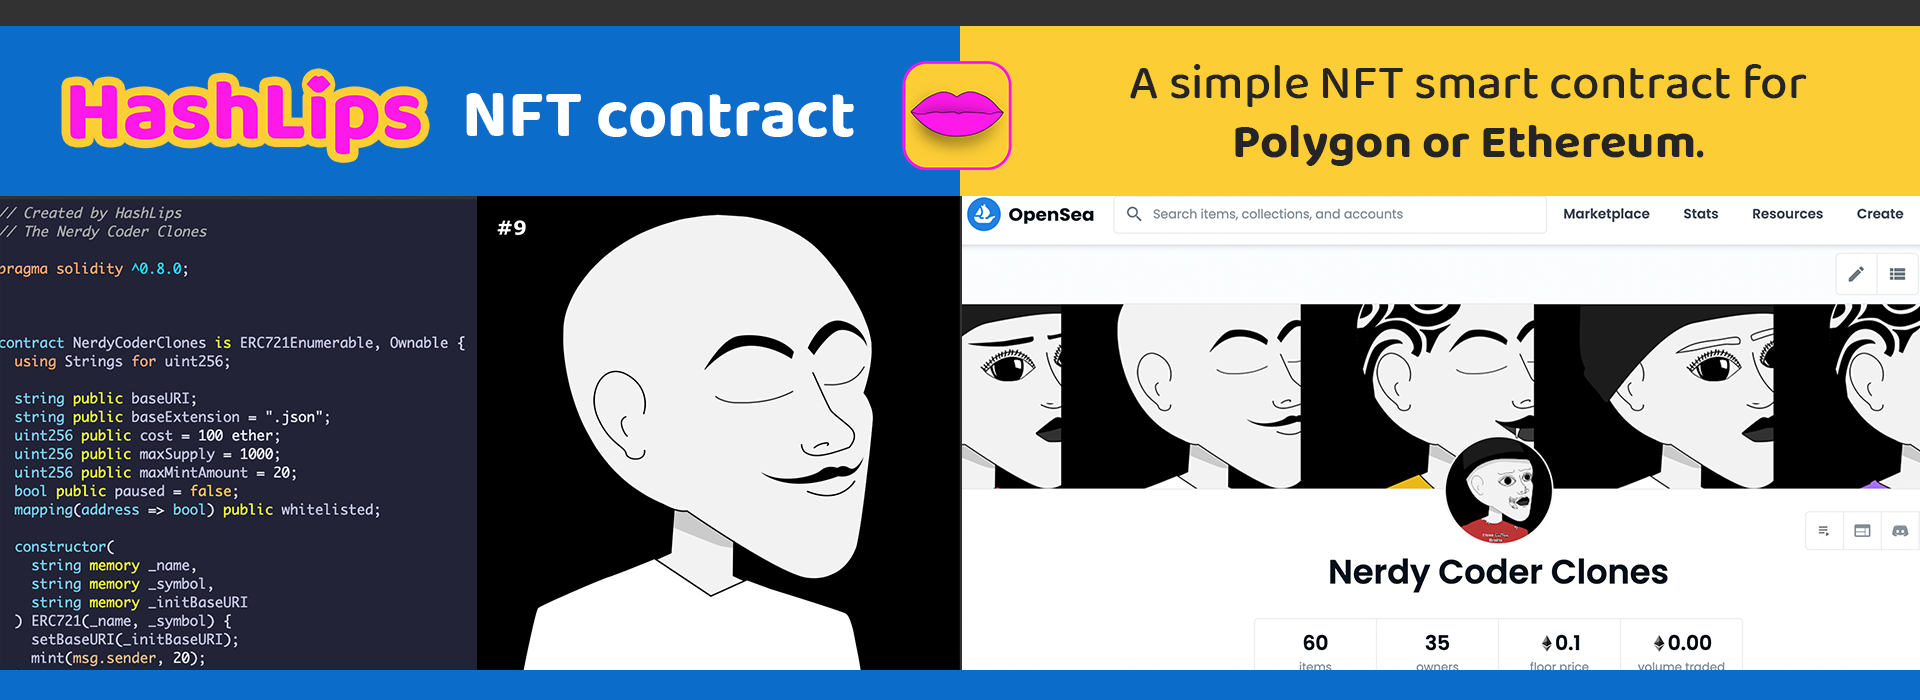 HashLips NFT contract
A simple NFT smart contract for
Polygon or Ethereum.
// Created by HashLips
// The Nerdy Coder Clones
pragma solidity ^0.8.0;
contract NerdyCoderClones is ERC721Enumerable, Ownable {
using Strings for uint256;
string public baseURI;
string public baseExtension = ".json";
uint256 public cost = 100 ether;
uint256 public maxSupply = 1000;
uint256 public maxMintAmount = 20;
bool public paused = false;
mapping(address => bool) public whitelisted;
constructor(
string memory _name,
string memory _symbol,
string memory _initBaseURI
) ERC721(_name, _symbol) {
setBaseURI(_initBaseURI);
mint(msg.sender, 20);
#9
OpenSea Search items, collections, and accounts Marketplace Stats Resources Create
Nerdy Coder Clones
60 35 0.1 0.00
items owners floor price volume traded